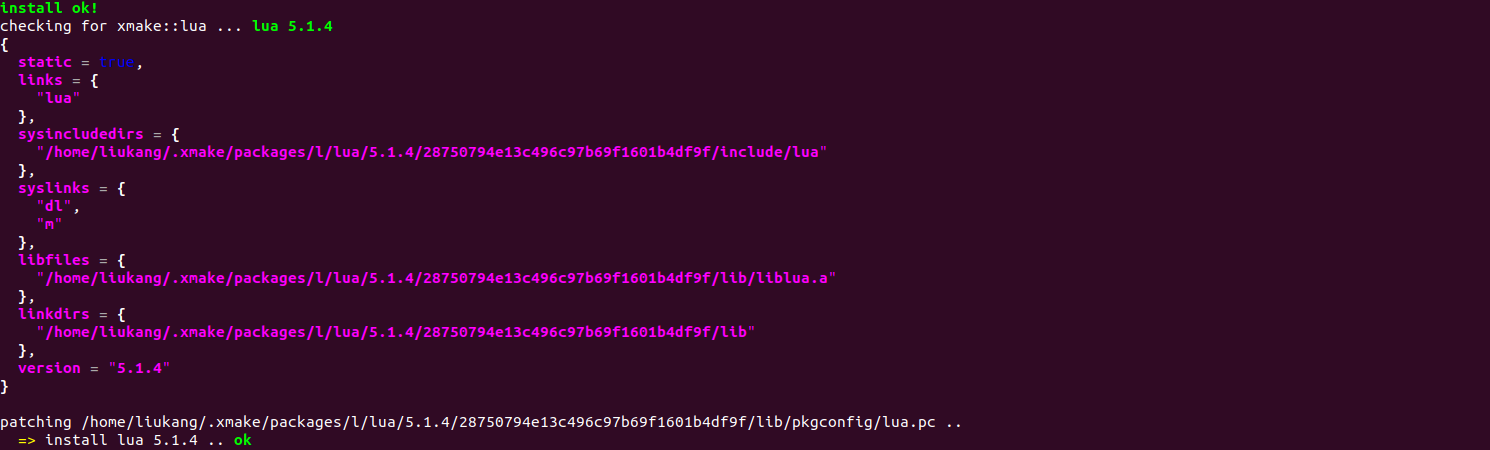 install ok!
checking for xmake::lua ... lua 5.1.4
{
  static = true,
  links = {
    "lua"
  },
  sysincludedirs = {
    "/home/liukang/.xmake/packages/l/lua/5.1.4/28750794e13c496c97b69f1601b4df9f/include/lua"
  },
  syslinks = {
    "dl",
    "m"
  },
  libfiles = {
    "/home/liukang/.xmake/packages/l/lua/5.1.4/28750794e13c496c97b69f1601b4df9f/lib/liblua.a"
  },
  linkdirs = {
    "/home/liukang/.xmake/packages/l/lua/5.1.4/28750794e13c496c97b69f1601b4df9f/lib"
  },
  version = "5.1.4"
}
patching /home/liukang/.xmake/packages/l/lua/5.1.4/28750794e13c496c97b69f1601b4df9f/lib/pkgconfig/lua.pc ..
  => install lua 5.1.4 .. ok